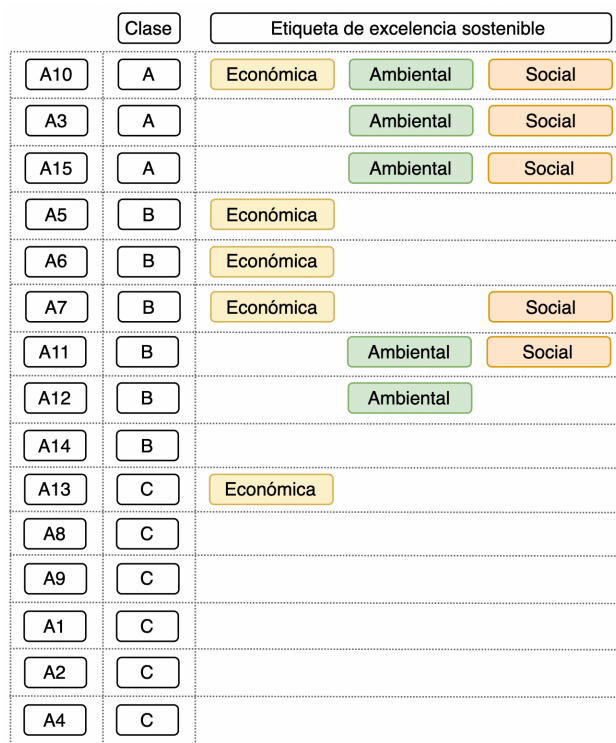 Clase Etiqueta de excelencia sostenible
A10 A Económica Ambiental Social
A3 A Ambiental Social
A15 A Ambiental Social
A5 B Económica
A6 B Económica
A7 B Económica Social
A11 B Ambiental Social
A12 B Ambiental
A14 B
A13 C Económica
A8 C
A9 C
A1 C
A2 C
A4 C